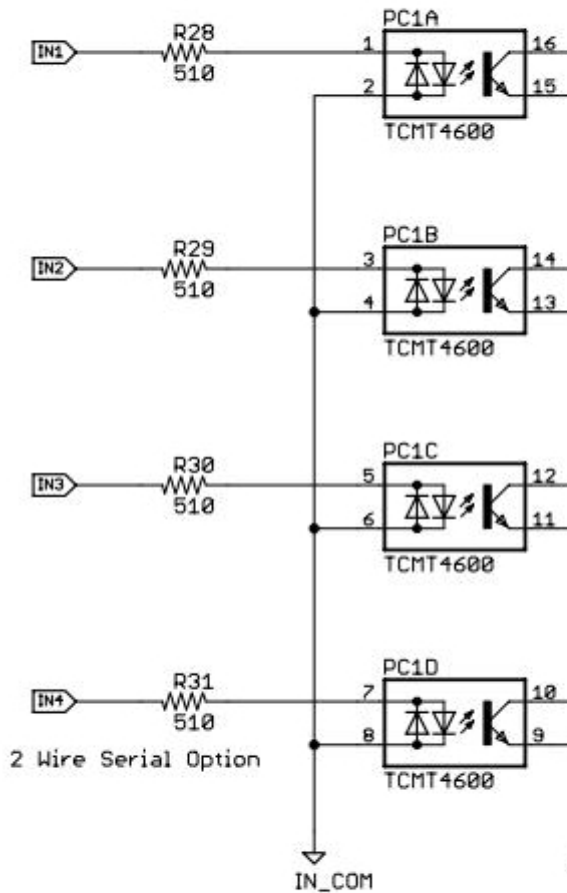 PC1A
R28
IN1
510
1
2
16
15
TCMT4600
PC1B
R29
IN2
510
3
4
14
13
TCMT4600
PC1C
R30
IN3
510
5
6
12
11
TCMT4600
PC1D
R31
IN4
510
7
8
10
9
TCMT4600
2 Wire Serial Option
IN_COM